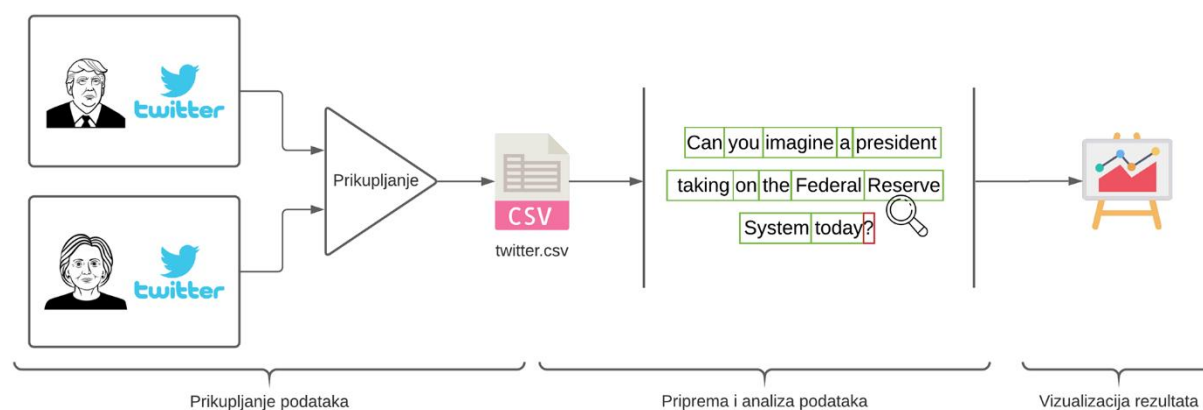 twitter
twitter
Prikupljanje
CSV
twitter.csv
Can you imagine a president
taking on the Federal Reserve
System today?
Prikupljanje podataka
Priprema i analiza podataka
Vizualizacija rezultata